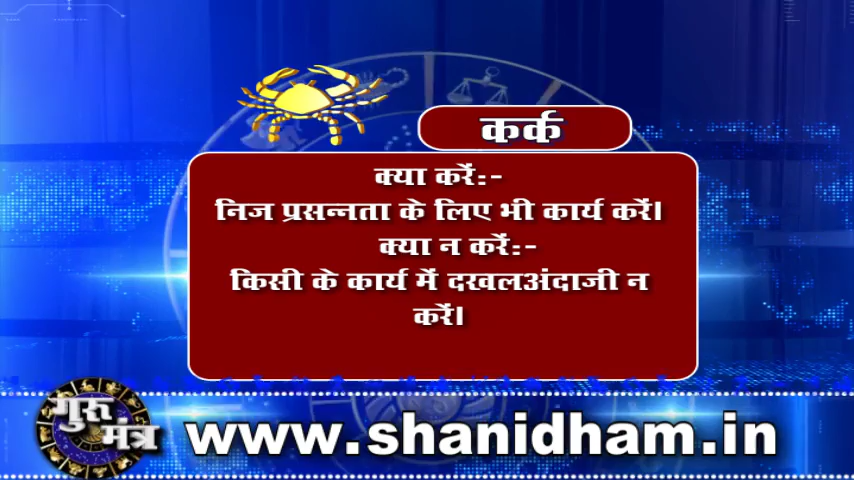 कर्क
क्या करें:-
निज प्रसन्नता के लिए भी कार्य करें।
क्या न करें:-
किसी के कार्य में दखलअंदाजी न
करें।
गुरु
मंत्र
www.shanidham.in